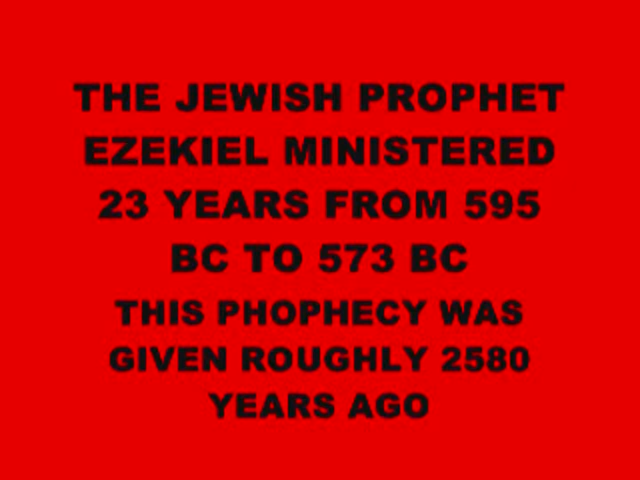 THE JEWISH PROPHET
EZEKIEL MINISTERED
23 YEARS FROM 595
BC TO 573 BC
THIS PHOPHECY WAS
GIVEN ROUGHLY 2580
YEARS AGO